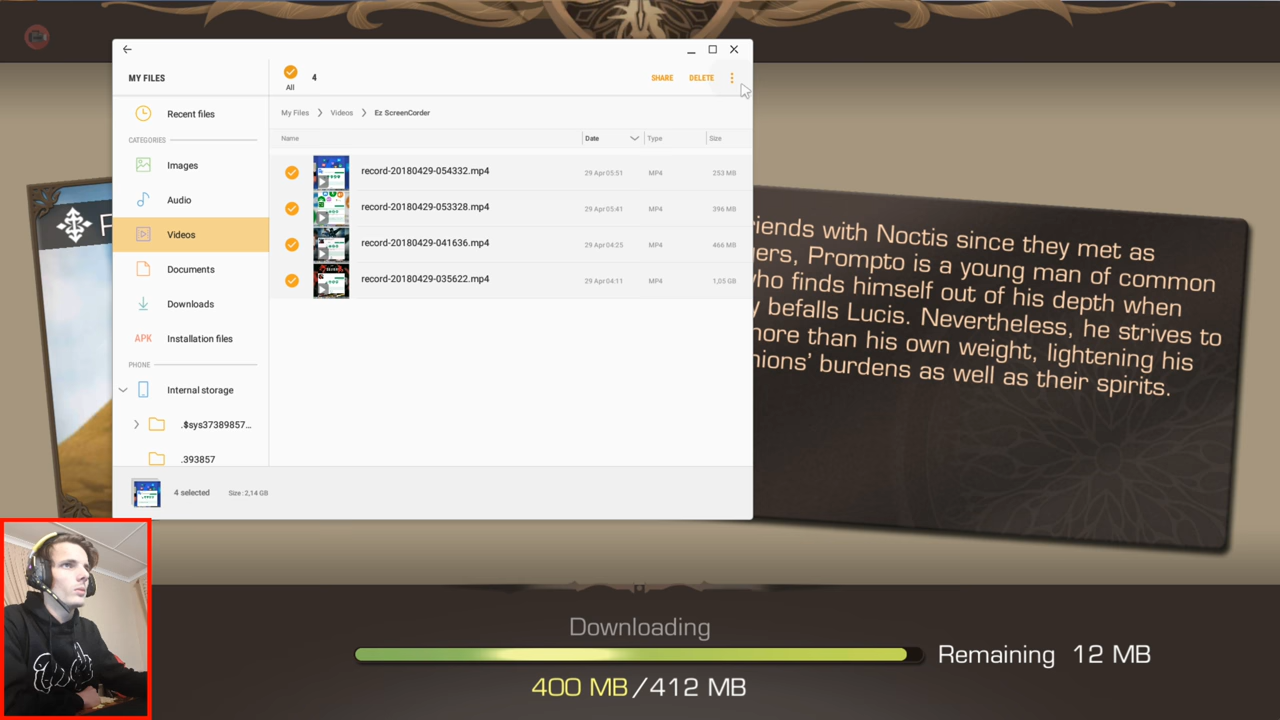 MY FILES
All
4
SHARE
DELETE
Recent files
My Files
Videos
Ez ScreenCorder
CATEGORIES
Name
Date
Type
Size
Images
record-20180429-054332.mp4
29 Apr 05:51
MP4
253 MB
Audio
record-20180429-053328.mp4
29 Apr 05:41
MP4
396 MB
Videos
record-20180429-041636.mp4
29 Apr 04:25
MP4
466 MB
Documents
record-20180429-035622.mp4
29 Apr 04:11
MP4
1,05 GB
Downloads
APK
Installation files
PHONE
Internal storage
.$sys37389857...
.393857
4 selected
Size : 2,14 GB
P
iends with Noctis since they met as
ers, Prompto is a young man of common
ho finds himself out of his depth when
y befalls Lucis. Nevertheless, he strives to
more than his own weight, lightening his
nions' burdens as well as their spirits.
Downloading
Remaining 12 MB
400 MB/412 MB